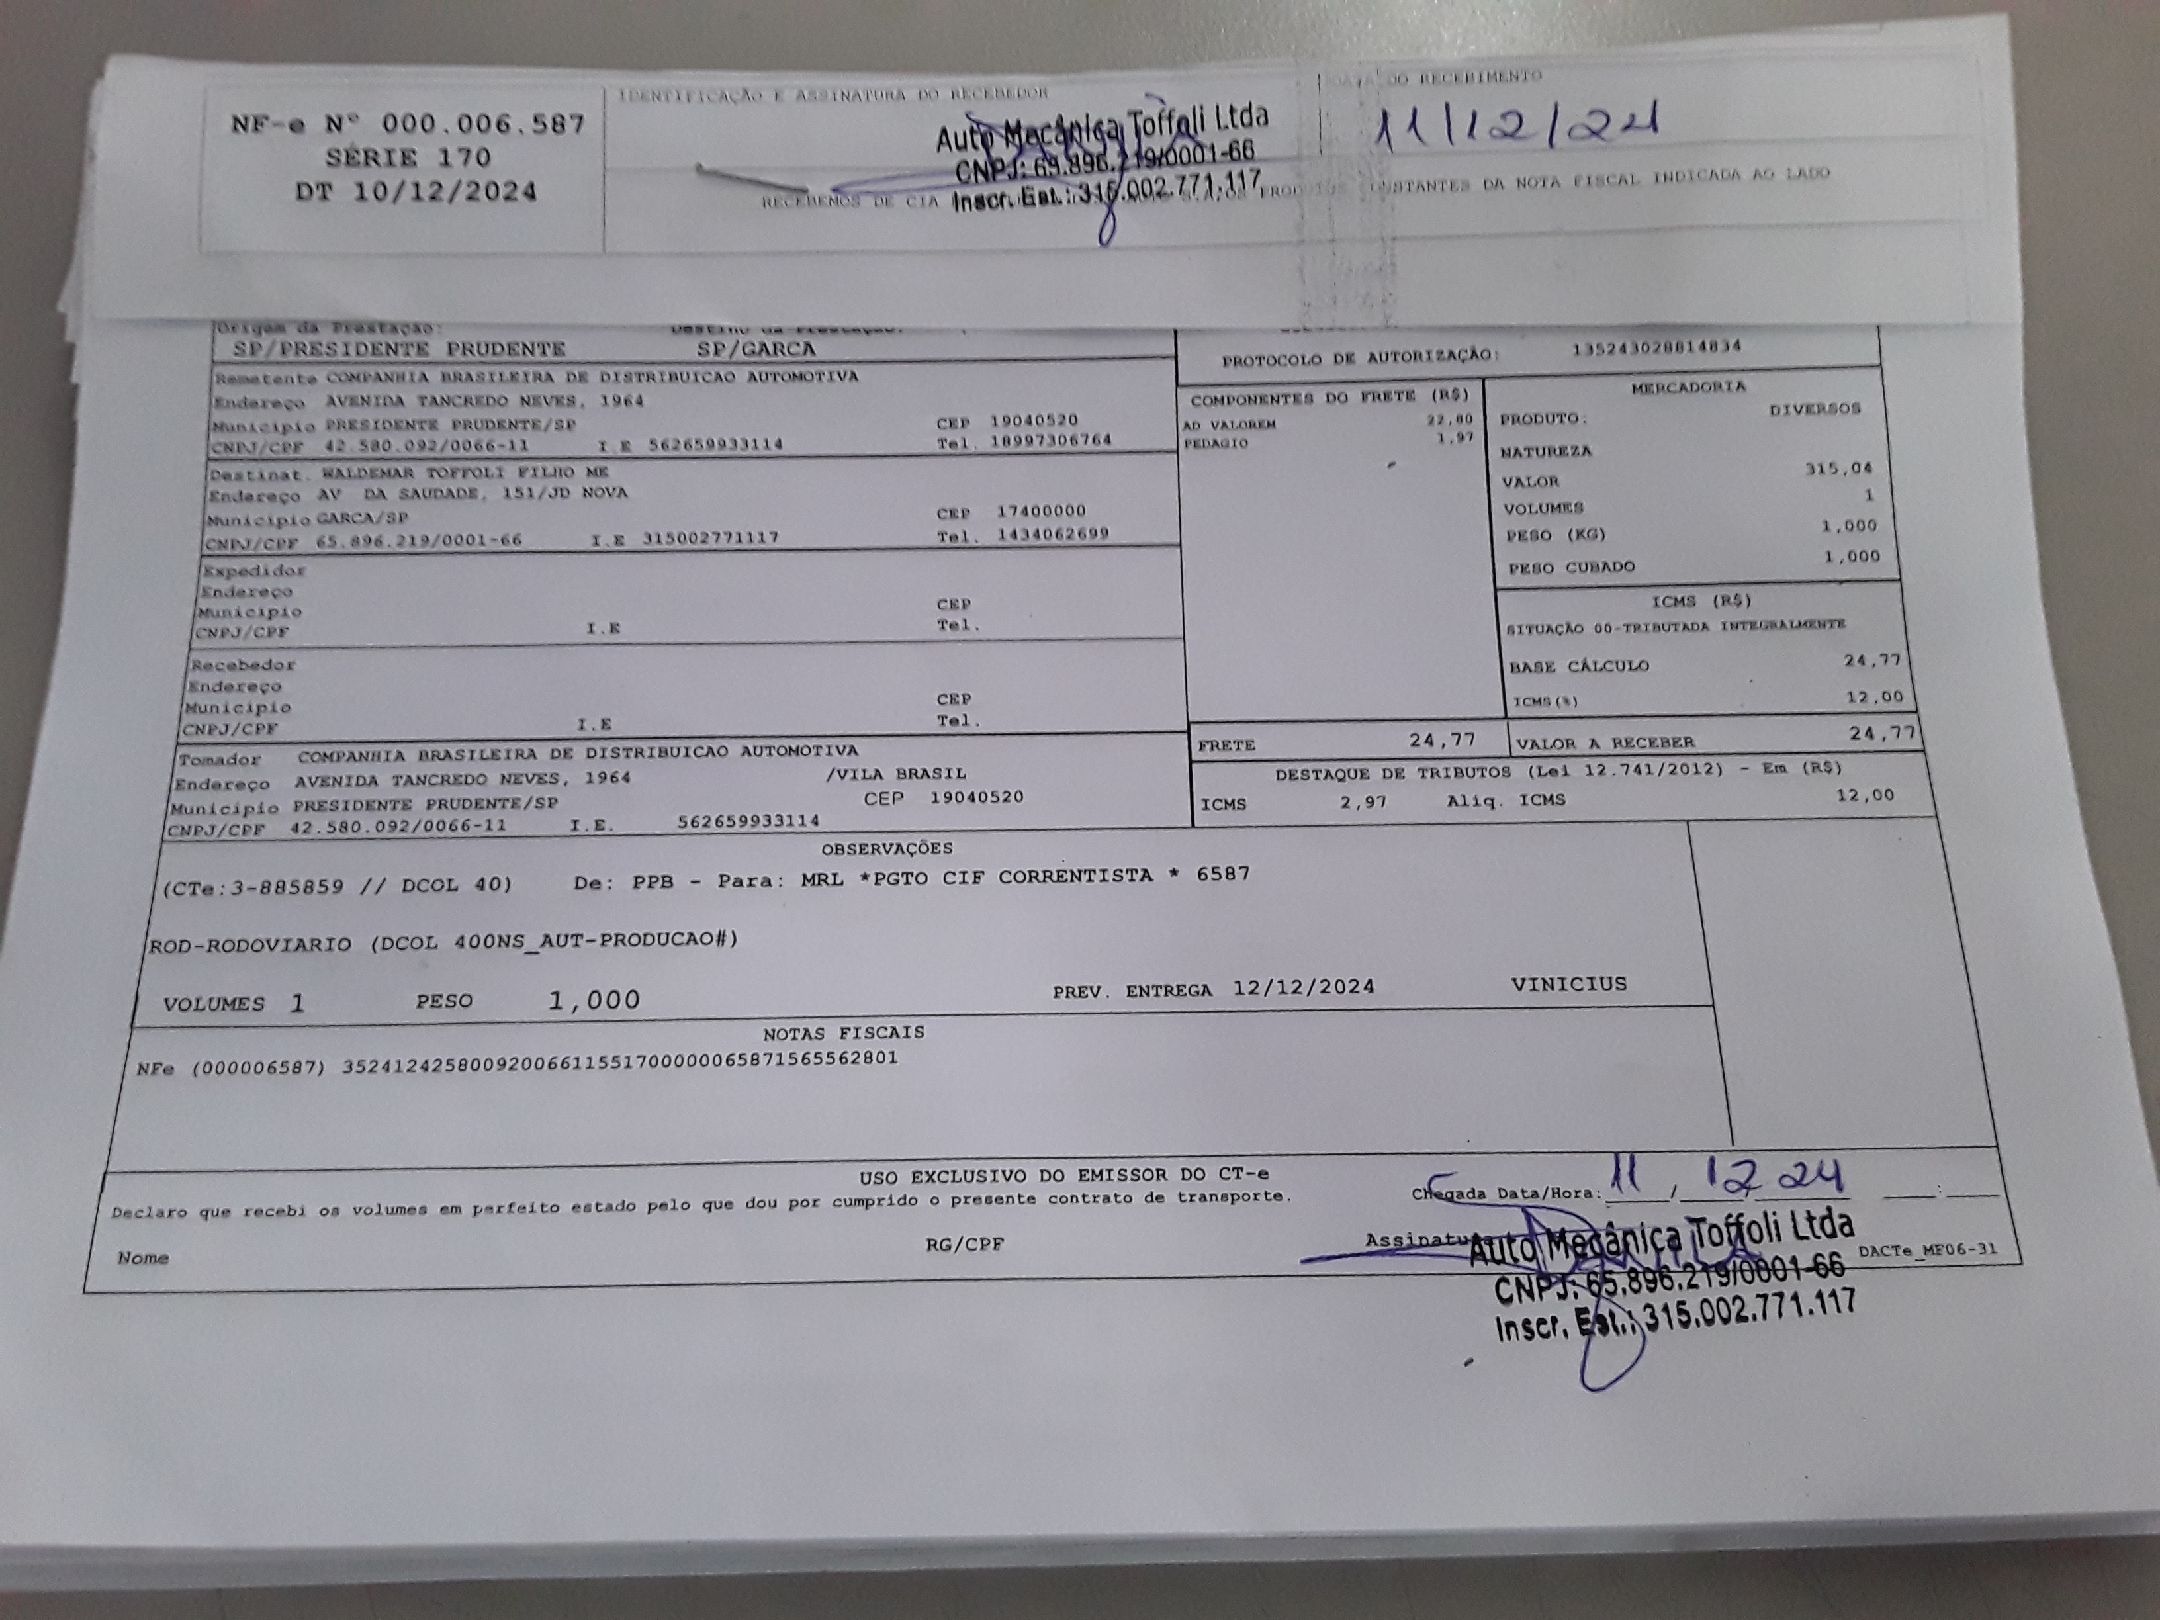 IDENTIFICAÇÃO E ASSINATURA DO RECEBEDOR
DATA DO RECEBIMENTO
NF-e Nº 000.006.587
SÉRIE 170
DT 10/12/2024
Auto Mecânica Toffoli Ltda
CNPJ: 65.896.219/0001-66
Inscr. Est.: 315.002.771.117
11/12/24
RECEBEMOS DE CIA CONSTANTES DA NOTA FISCAL INDICADA AO LADO
Origem da Prestação: Destino da Prestação:
SP/PRESIDENTE PRUDENTE SP/GARCA
PROTOCOLO DE AUTORIZAÇÃO: 135243028814834
Remetente COMPANHIA BRASILEIRA DE DISTRIBUICAO AUTOMOTIVA
Endereço AVENIDA TANCREDO NEVES, 1964
Município PRESIDENTE PRUDENTE/SP CEP 19040520
CNPJ/CPF 42.580.092/0066-11 I.E 562659933114 Tel. 18997306764
Destinat. WALDEMAR TOFFOLI FILHO ME
Endereço AV DA SAUDADE, 151/JD NOVA
Município GARCA/SP CEP 17400000
CNPJ/CPF 65.896.219/0001-66 I.E 315002771117 Tel. 1434062699
Expedidor
Endereço
Município CEP
CNPJ/CPF I.E Tel.
Recebedor
Endereço
Município CEP
CNPJ/CPF I.E Tel.
Tomador COMPANHIA BRASILEIRA DE DISTRIBUICAO AUTOMOTIVA
Endereço AVENIDA TANCREDO NEVES, 1964 /VILA BRASIL
Município PRESIDENTE PRUDENTE/SP CEP 19040520
CNPJ/CPF 42.580.092/0066-11 I.E. 562659933114
COMPONENTES DO FRETE (R$)
AD VALOREM 22,80
PEDAGIO 1,97
MERCADORIA
PRODUTO: DIVERSOS
NATUREZA
VALOR 315,04
VOLUMES 1
PESO (KG) 1,000
PESO CUBADO 1,000
ICMS (R$)
SITUAÇÃO 00-TRIBUTADA INTEGRALMENTE
BASE CÁLCULO 24,77
ICMS(%) 12,00
FRETE 24,77 VALOR A RECEBER 24,77
DESTAQUE DE TRIBUTOS (Lei 12.741/2012) - Em (R$)
ICMS 2,97 Aliq. ICMS 12,00
OBSERVAÇÕES
(CTe:3-885859 // DCOL 40) De: PPB - Para: MRL *PGTO CIF CORRENTISTA * 6587
ROD-RODOVIARIO (DCOL 400NS_AUT-PRODUCAO#)
VOLUMES 1 PESO 1,000 PREV. ENTREGA 12/12/2024 VINICIUS
NOTAS FISCAIS
NFe (000006587) 35241242580092006611551700000065871565562801
USO EXCLUSIVO DO EMISSOR DO CT-e
Declaro que recebi os volumes em perfeito estado pelo que dou por cumprido o presente contrato de transporte.
Chegada Data/Hora: 11 / 12 24 :
Nome RG/CPF Assinatura
Auto Mecânica Toffoli Ltda
CNPJ: 65.896.219/0001-66
Inscr. Est.: 315.002.771.117
DACTe_MF06-31